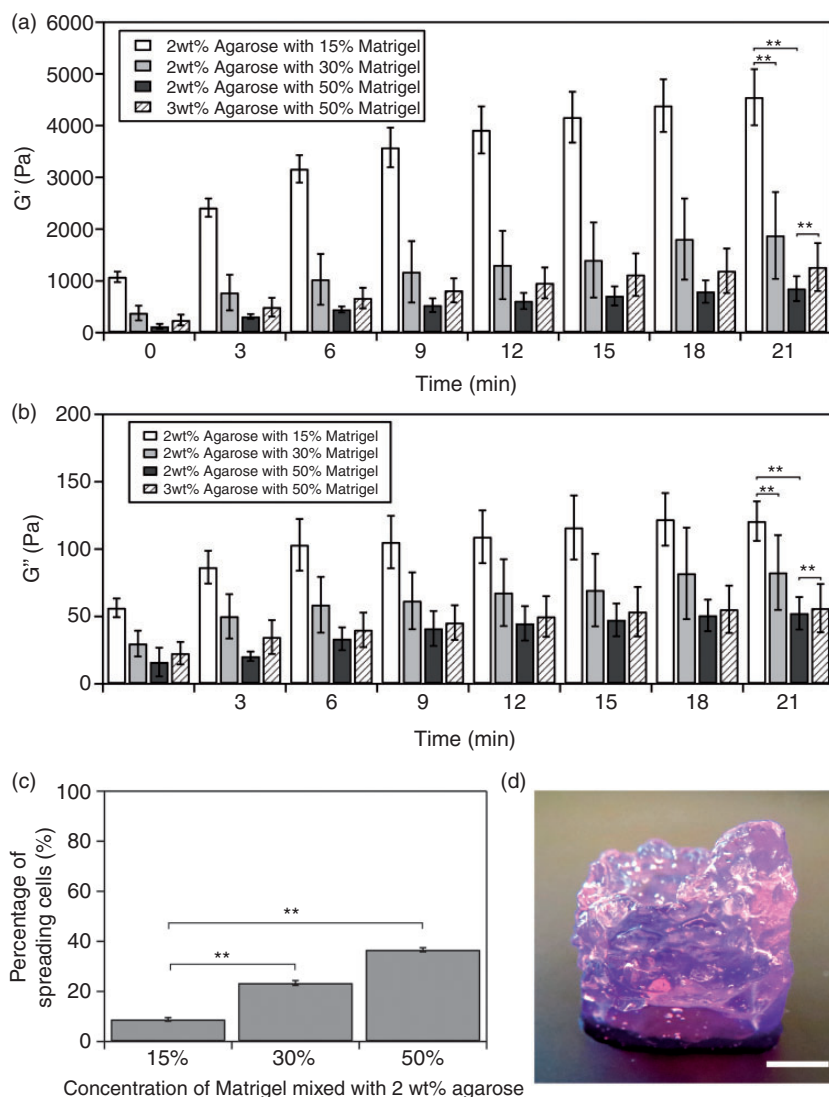 (a)
6000
5000
4000
3000
2000
1000
0
G' (Pa)
2wt% Agarose with 15% Matrigel
2wt% Agarose with 30% Matrigel
2wt% Agarose with 50% Matrigel
3wt% Agarose with 50% Matrigel
**
**
**
0 3 6 9 12 15 18 21
Time (min)
(b)
200
150
100
50
0
G" (Pa)
2wt% Agarose with 15% Matrigel
2wt% Agarose with 30% Matrigel
2wt% Agarose with 50% Matrigel
3wt% Agarose with 50% Matrigel
**
**
**
3 6 9 12 15 18 21
Time (min)
(c)
100
80
60
40
20
0
Percentage of
spreading cells (%)
**
**
15% 30% 50%
Concentration of Matrigel mixed with 2 wt% agarose
(d)